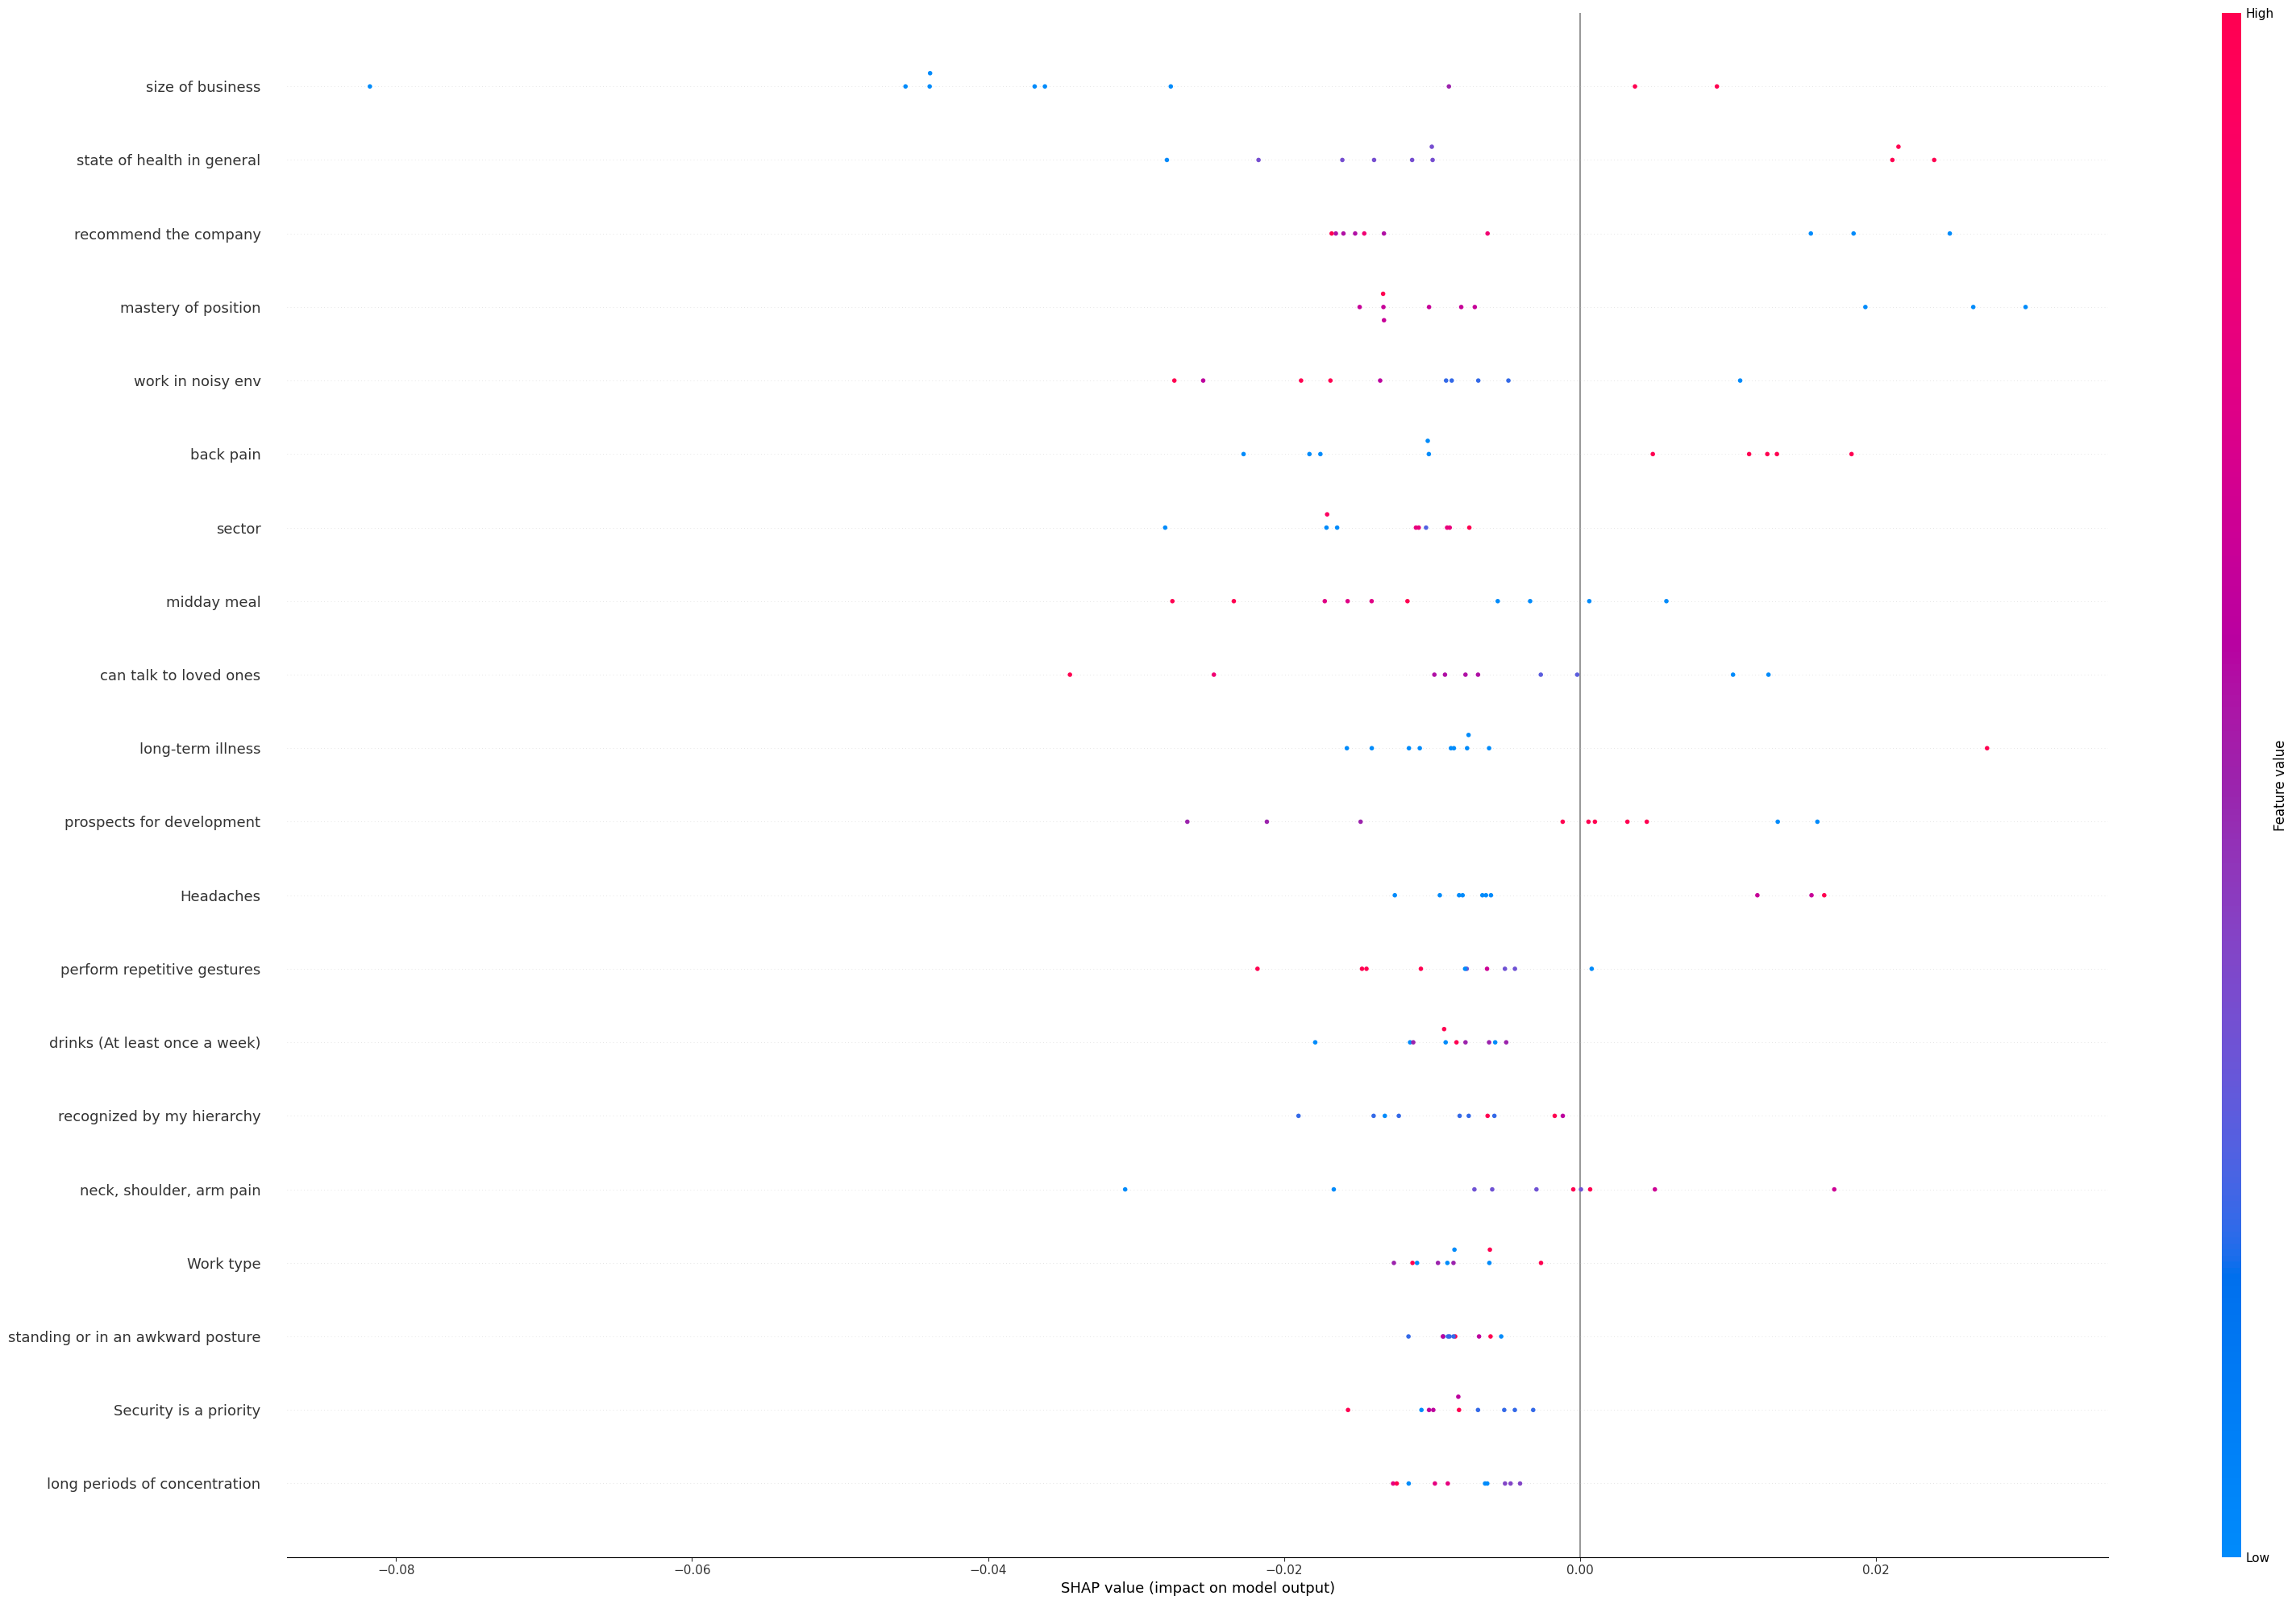 High
size of business
state of health in general
recommend the company
mastery of position
work in noisy env
back pain
sector
midday meal
can talk to loved ones
long-term illness
prospects for development
Headaches
perform repetitive gestures
drinks (At least once a week)
recognized by my hierarchy
neck, shoulder, arm pain
Work type
standing or in an awkward posture
Security is a priority
long periods of concentration
Feature value
Low
−0.08 −0.06 −0.04 −0.02 0.00 0.02
SHAP value (impact on model output)